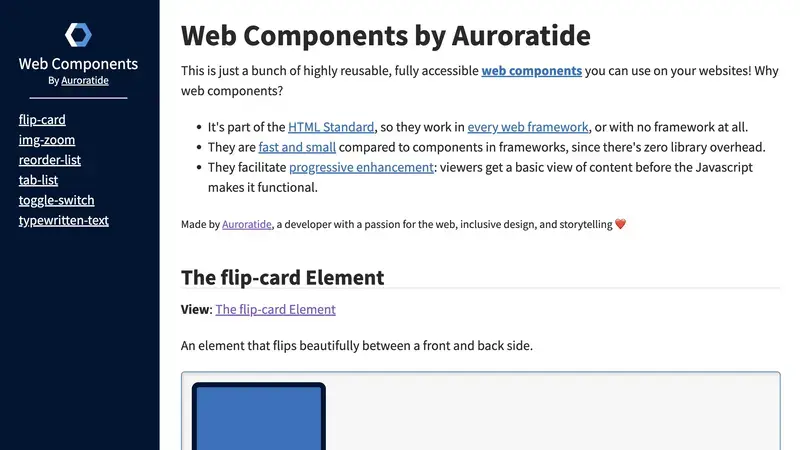 Web Components
By Auroratide
flip-card
img-zoom
reorder-list
tab-list
toggle-switch
typewritten-text
Web Components by Auroratide
This is just a bunch of highly reusable, fully accessible web components you can use on your websites! Why
web components?
• It's part of the HTML Standard, so they work in every web framework, or with no framework at all.
• They are fast and small compared to components in frameworks, since there's zero library overhead.
• They facilitate progressive enhancement: viewers get a basic view of content before the Javascript
makes it functional.
Made by Auroratide, a developer with a passion for the web, inclusive design, and storytelling ❤️
The flip-card Element
View: The flip-card Element
An element that flips beautifully between a front and back side.